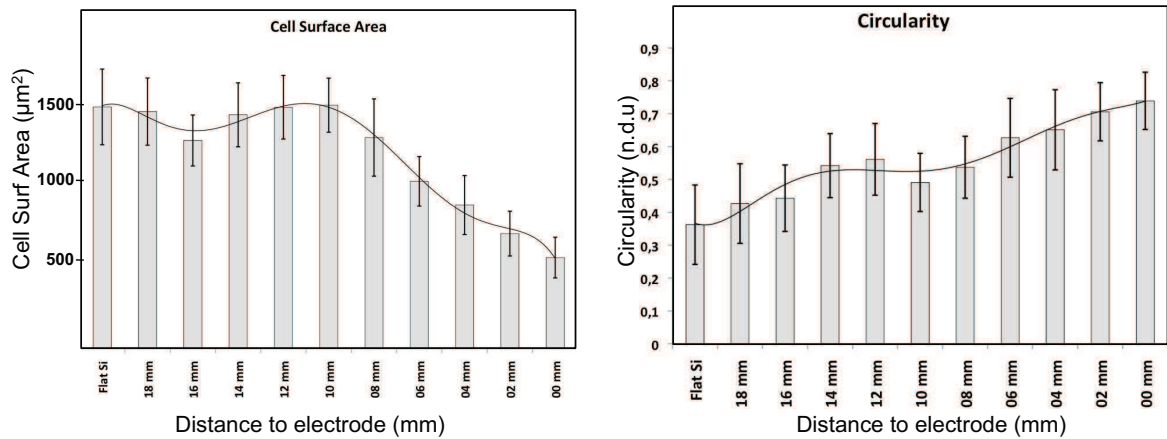 Cell Surface Area
Cell Surf Area (µm²)
1500
1000
500
Flat Si
18 mm
16 mm
14 mm
12 mm
10 mm
08 mm
06 mm
04 mm
02 mm
00 mm
Distance to electrode (mm)
Circularity
Circularity (n.d.u)
0,9
0,8
0,7
0,6
0,5
0,4
0,3
0,2
0,1
0
Flat Si
18 mm
16 mm
14 mm
12 mm
10 mm
08 mm
06 mm
04 mm
02 mm
00 mm
Distance to electrode (mm)